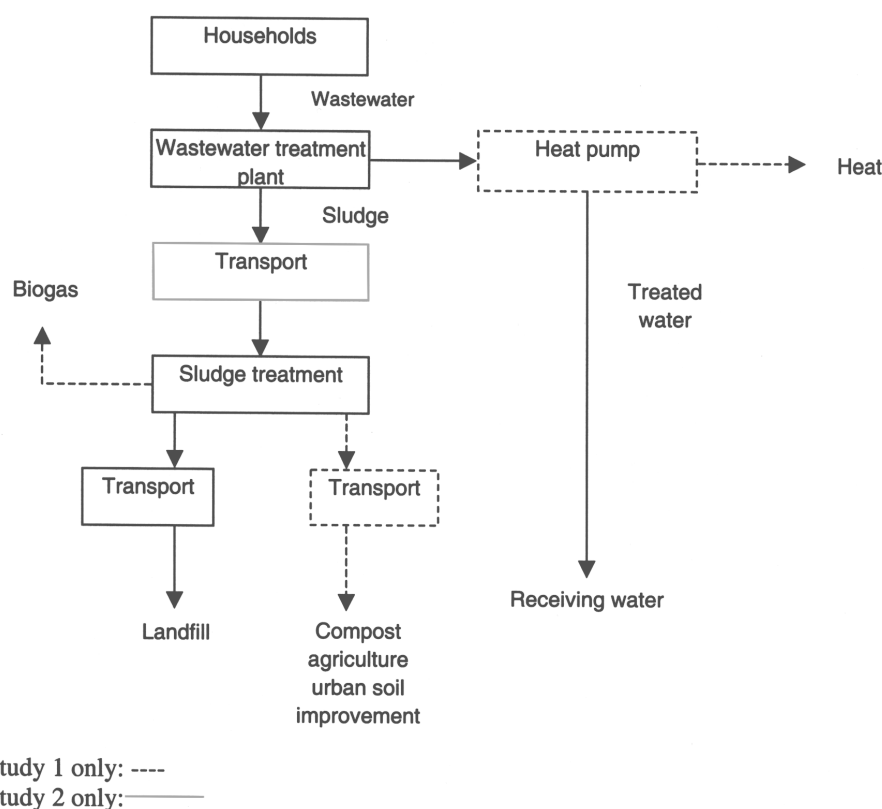 Households
Wastewater
Wastewater treatment
plant
Heat pump
Heat
Sludge
Transport
Biogas
Treated
water
Sludge treatment
Transport
Transport
Receiving water
Landfill
Compost
agriculture
urban soil
improvement
tudy 1 only: ----
tudy 2 only: